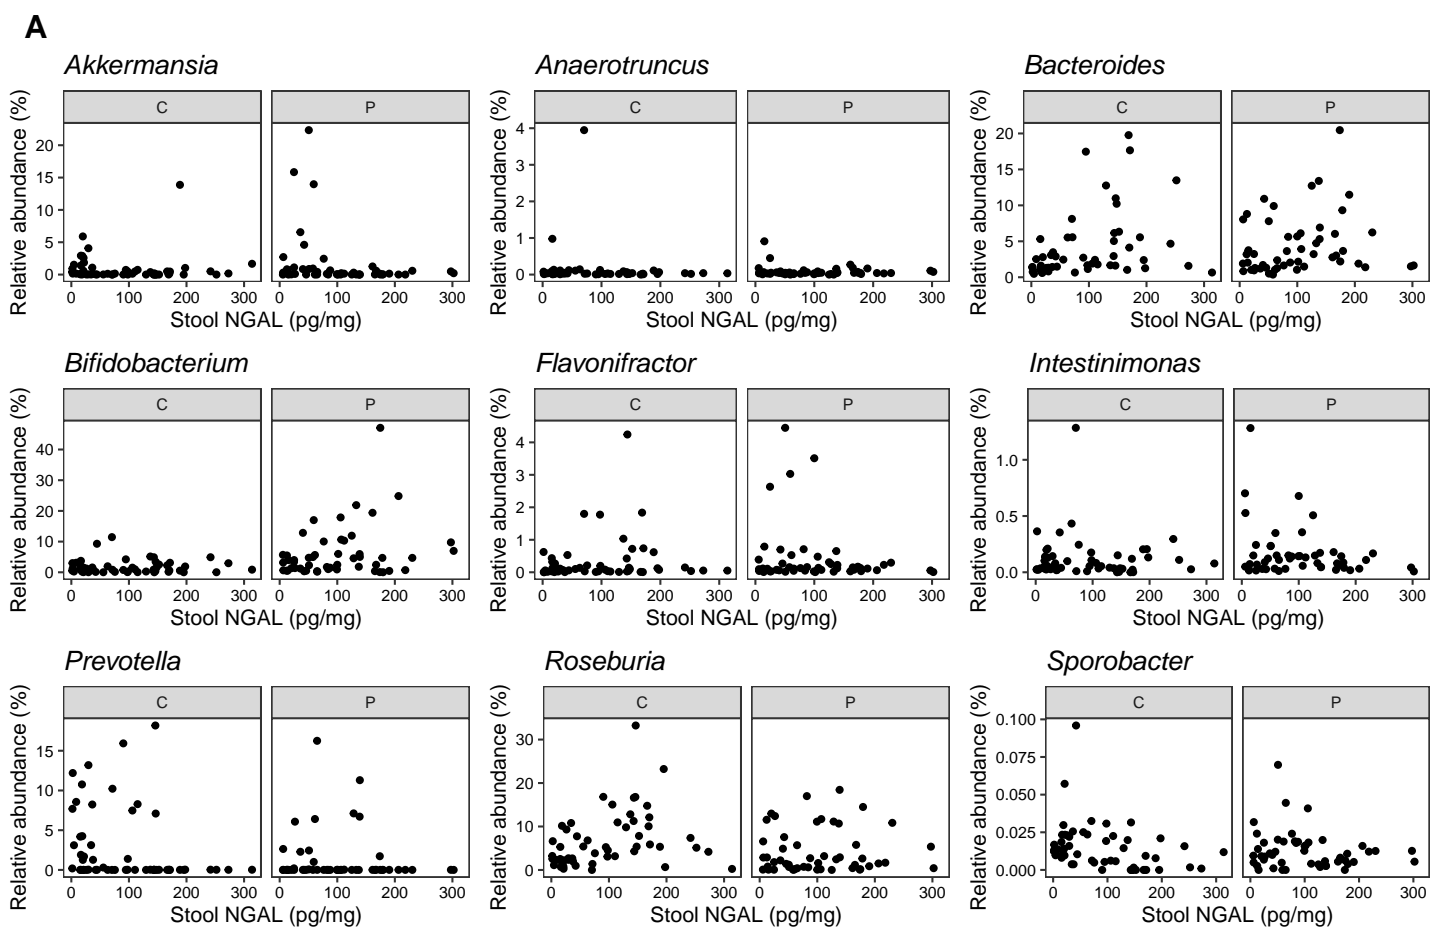 A
Akkermansia
Anaerotruncus
Bacteroides
C
P
C
P
C
P
Relative abundance (%)
20
15
10
5
0
0
100
200
300
0
100
200
300
Stool NGAL (pg/mg)
Relative abundance (%)
4
3
2
1
0
0
100
200
300
0
100
200
300
Stool NGAL (pg/mg)
Relative abundance (%)
20
15
10
5
0
0
100
200
300
0
100
200
300
Stool NGAL (pg/mg)
Bifidobacterium
Flavonifractor
Intestinimonas
C
P
C
P
C
P
Relative abundance (%)
40
30
20
10
0
0
100
200
300
0
100
200
300
Stool NGAL (pg/mg)
Relative abundance (%)
4
3
2
1
0
0
100
200
300
0
100
200
300
Stool NGAL (pg/mg)
Relative abundance (%)
1.0
0.5
0.0
0
100
200
300
0
100
200
300
Stool NGAL (pg/mg)
Prevotella
Roseburia
Sporobacter
C
P
C
P
C
P
Relative abundance (%)
15
10
5
0
0
100
200
300
0
100
200
300
Stool NGAL (pg/mg)
Relative abundance (%)
30
20
10
0
0
100
200
300
0
100
200
300
Stool NGAL (pg/mg)
Relative abundance (%)
0.100
0.075
0.050
0.025
0.000
0
100
200
300
0
100
200
300
Stool NGAL (pg/mg)